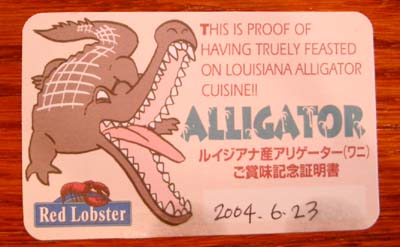 THIS IS PROOF OF
HAVING TRUELY FEASTED
ON LOUISIANA ALLIGATOR
CUISINE!!
ALLIGATOR
ルイジアナ産アリゲーター(ワニ)
ご賞味記念証明書
Red Lobster
2004.6.23